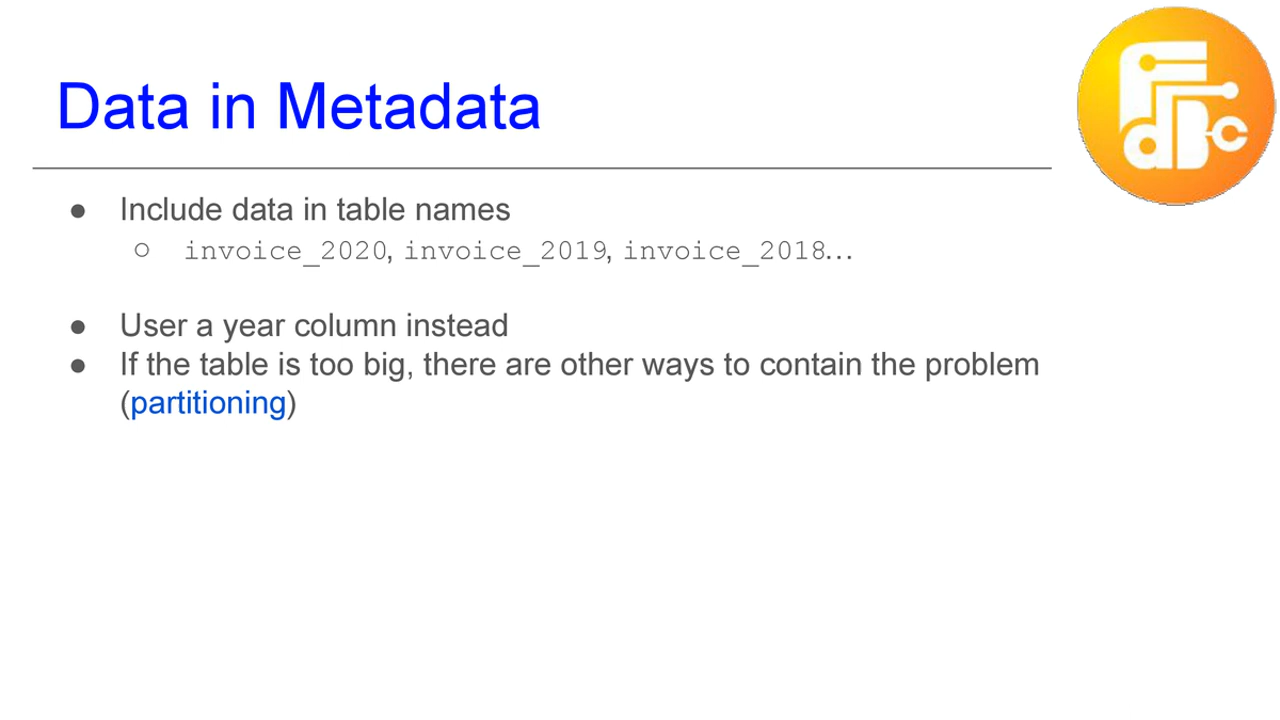 Data in Metadata
● Include data in table names
○ invoice_2020, invoice_2019, invoice_2018…
● User a year column instead
● If the table is too big, there are other ways to contain the problem
(partitioning)